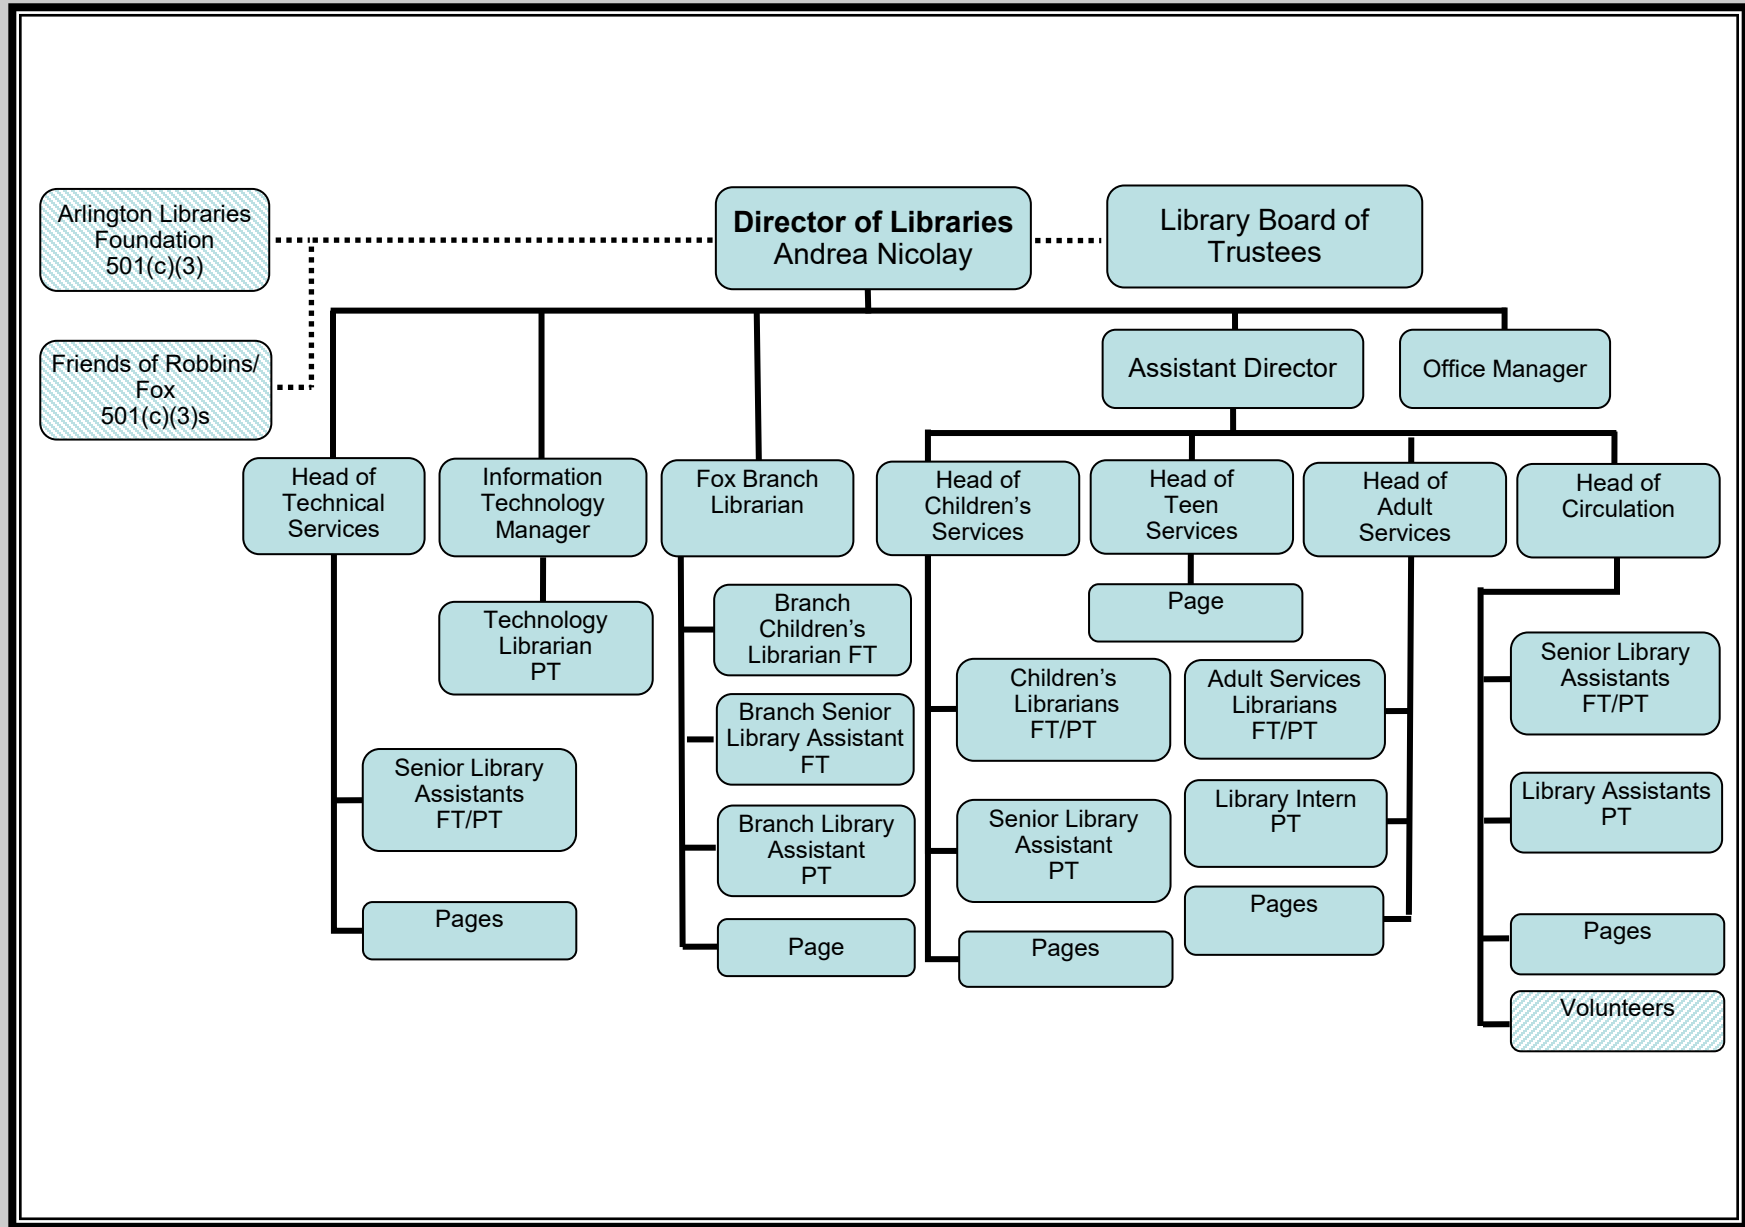 Arlington Libraries
Foundation
501(c)(3)
Director of Libraries
Andrea Nicolay
Library Board of
Trustees
Friends of Robbins/
Fox
501(c)(3)s
Assistant Director
Office Manager
Head of
Technical
Services
Information
Technology
Manager
Fox Branch
Librarian
Head of
Children’s
Services
Head of
Teen
Services
Head of
Adult
Services
Head of
Circulation
Technology
Librarian
PT
Branch
Children’s
Librarian FT
Page
Senior Library
Assistants
FT/PT
Children’s
Librarians
FT/PT
Adult Services
Librarians
FT/PT
Branch Senior
Library Assistant
FT
Senior Library
Assistants
FT/PT
Library Intern
PT
Library Assistants
PT
Branch Library
Assistant
PT
Senior Library
Assistant
PT
Pages
Page
Pages
Pages
Pages
Volunteers